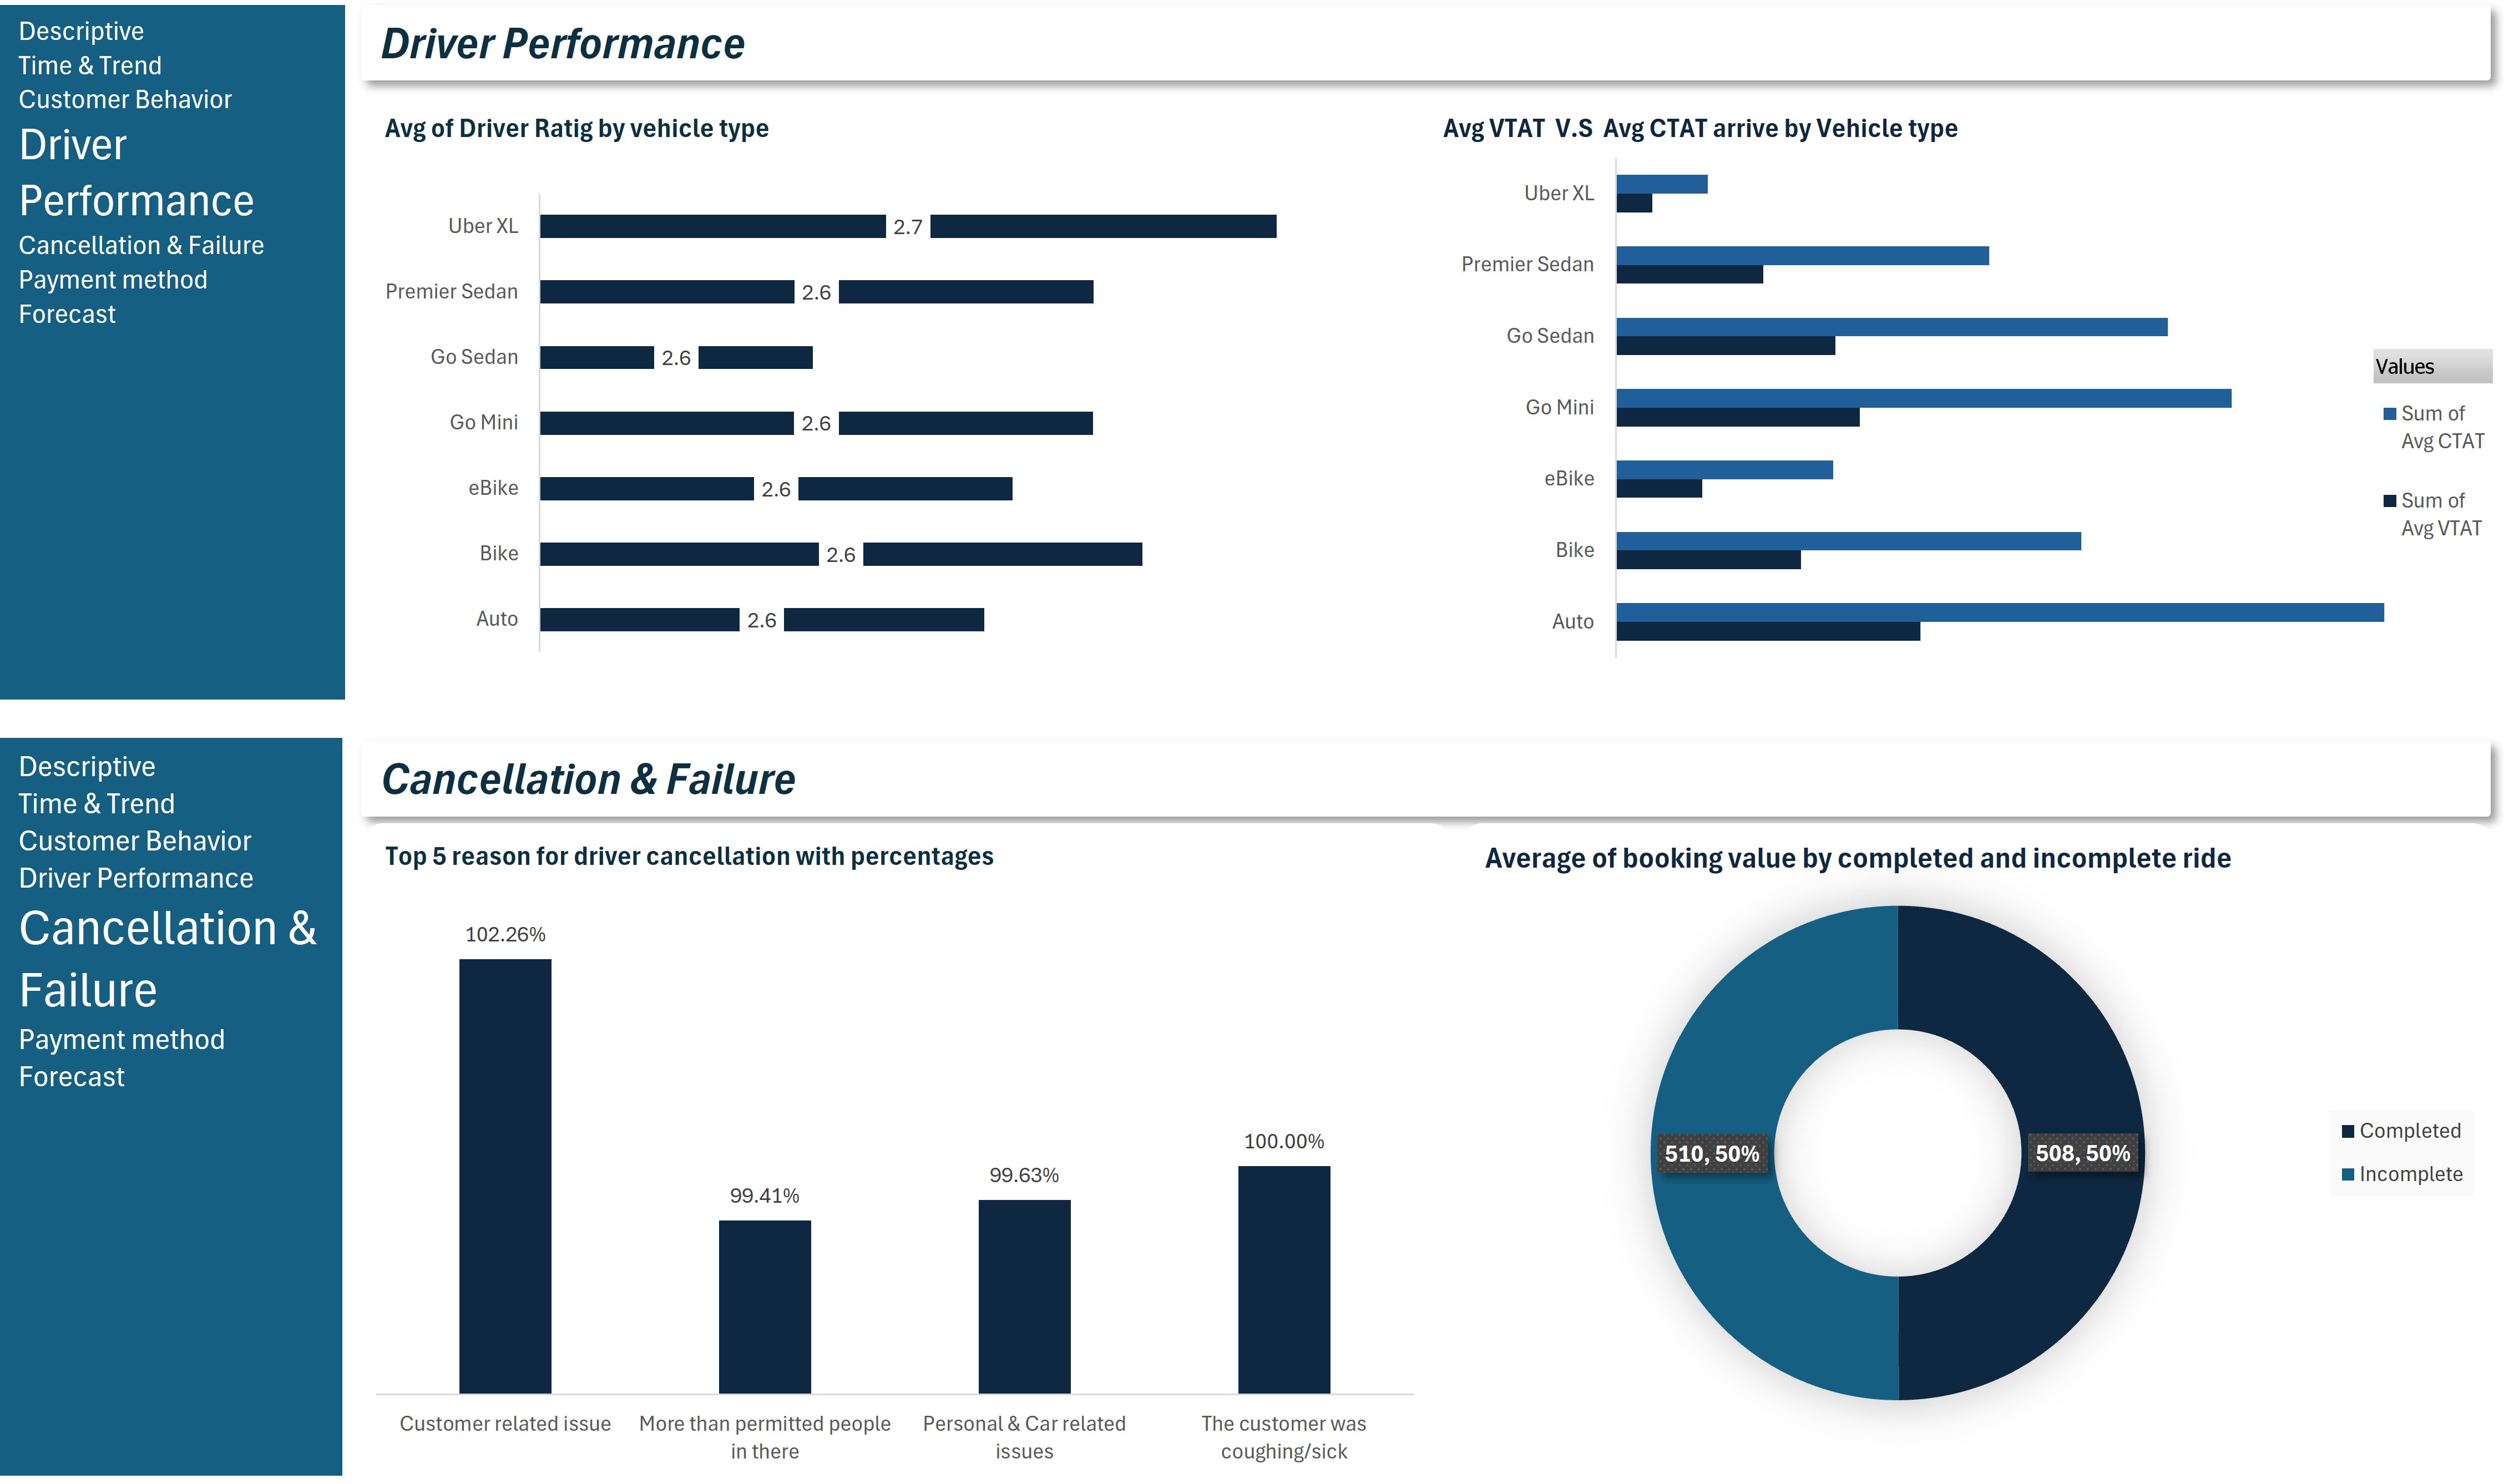 Descriptive
Time & Trend
Customer Behavior
Driver
Performance
Cancellation & Failure
Payment method
Forecast
Driver Performance
Avg of Driver Ratig by vehicle type
Uber XL
2.7
Premier Sedan
2.6
Go Sedan
2.6
Go Mini
2.6
eBike
2.6
Bike
2.6
Auto
2.6
Avg VTAT V.S Avg CTAT arrive by Vehicle type
Uber XL
Premier Sedan
Go Sedan
Go Mini
eBike
Bike
Auto
Values
Sum of
Avg CTAT
Sum of
Avg VTAT
Descriptive
Time & Trend
Customer Behavior
Driver Performance
Cancellation &
Failure
Payment method
Forecast
Cancellation & Failure
Top 5 reason for driver cancellation with percentages
102.26%
99.41%
99.63%
100.00%
Customer related issue
More than permitted people
in there
Personal & Car related
issues
The customer was
coughing/sick
Average of booking value by completed and incomplete ride
510, 50%
508, 50%
Completed
Incomplete